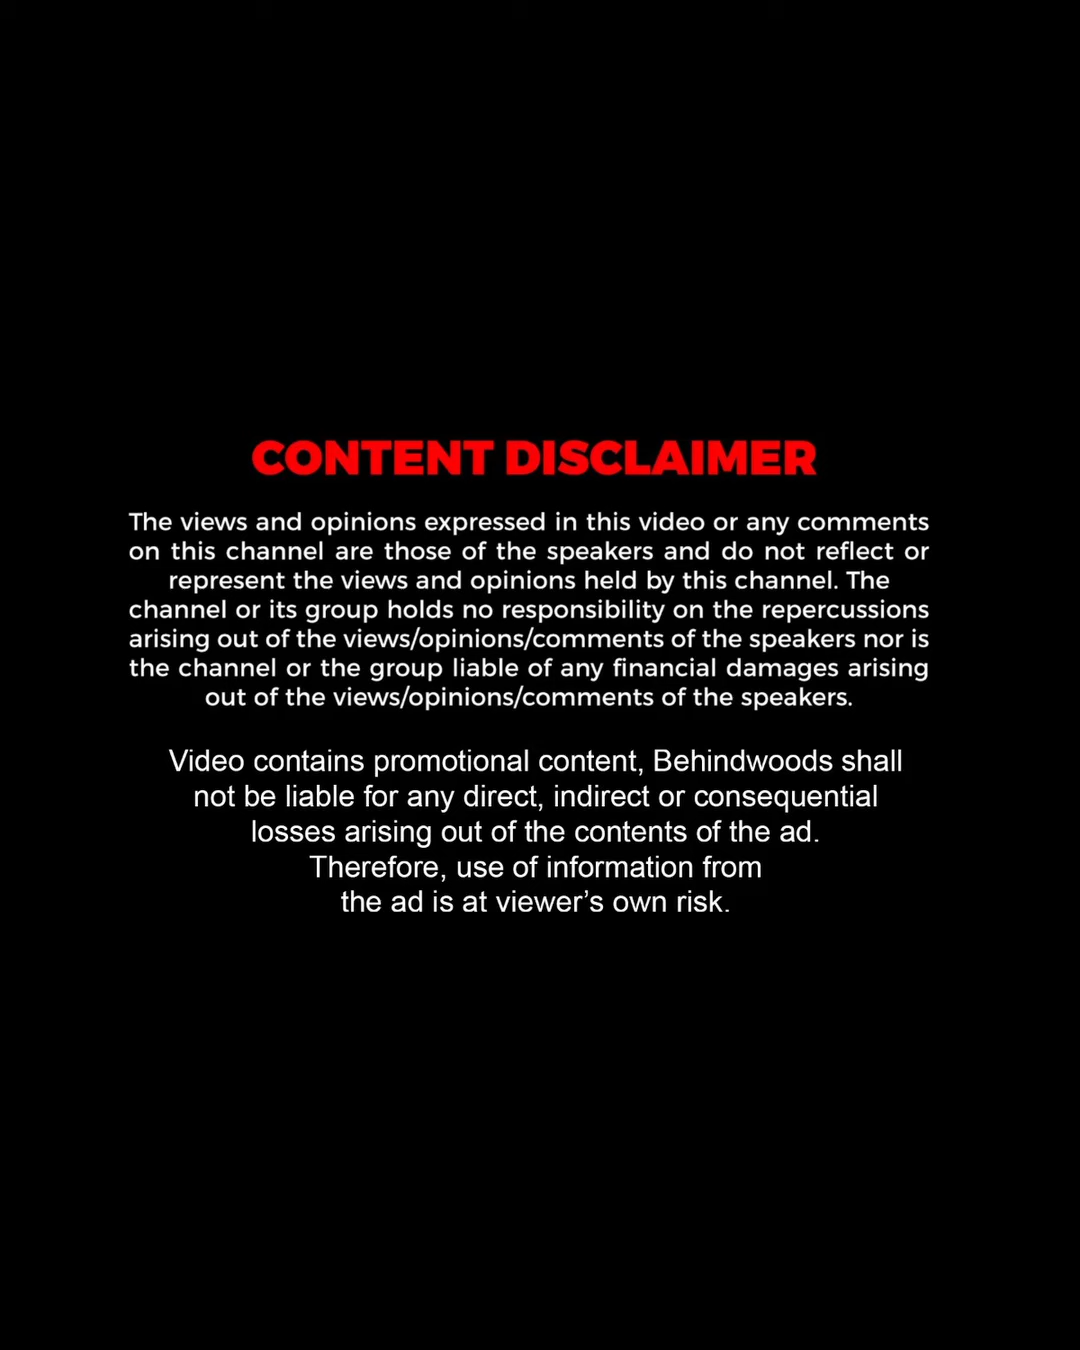 CONTENT DISCLAIMER
The views and opinions expressed in this video or any comments
on this channel are those of the speakers and do not reflect or
represent the views and opinions held by this channel. The
channel or its group holds no responsibility on the repercussions
arising out of the views/opinions/comments of the speakers nor is
the channel or the group liable of any financial damages arising
out of the views/opinions/comments of the speakers.
Video contains promotional content, Behindwoods shall
not be liable for any direct, indirect or consequential
losses arising out of the contents of the ad.
Therefore, use of information from
the ad is at viewer’s own risk.